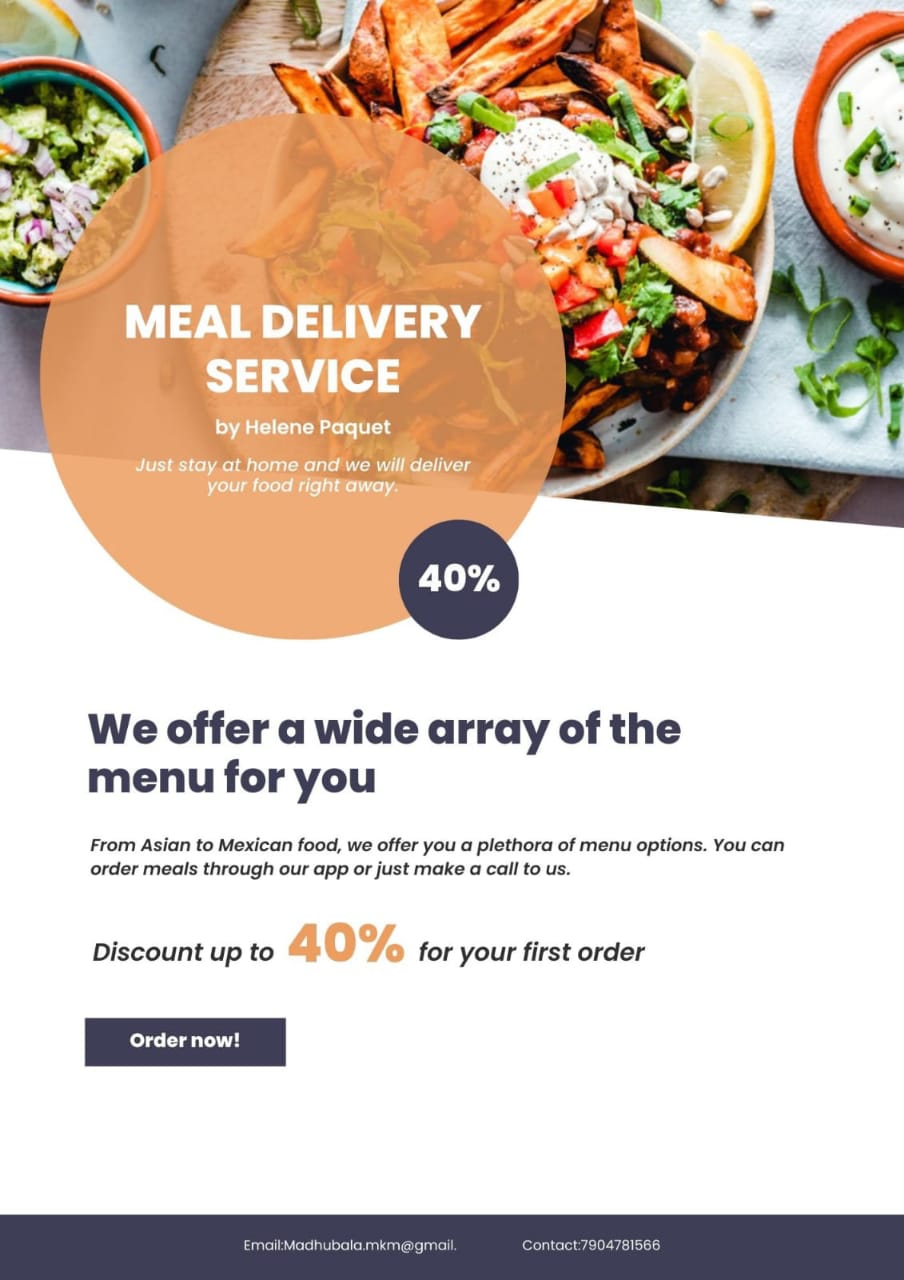 MEAL DELIVERY
SERVICE
by Helene Paquet
Just stay at home and we will deliver
your food right away.
40%
We offer a wide array of the
menu for you
From Asian to Mexican food, we offer you a plethora of menu options. You can
order meals through our app or just make a call to us.
Discount up to 40% for your first order
Order now!
Email:Madhubala.mkm@gmail. Contact:7904781566